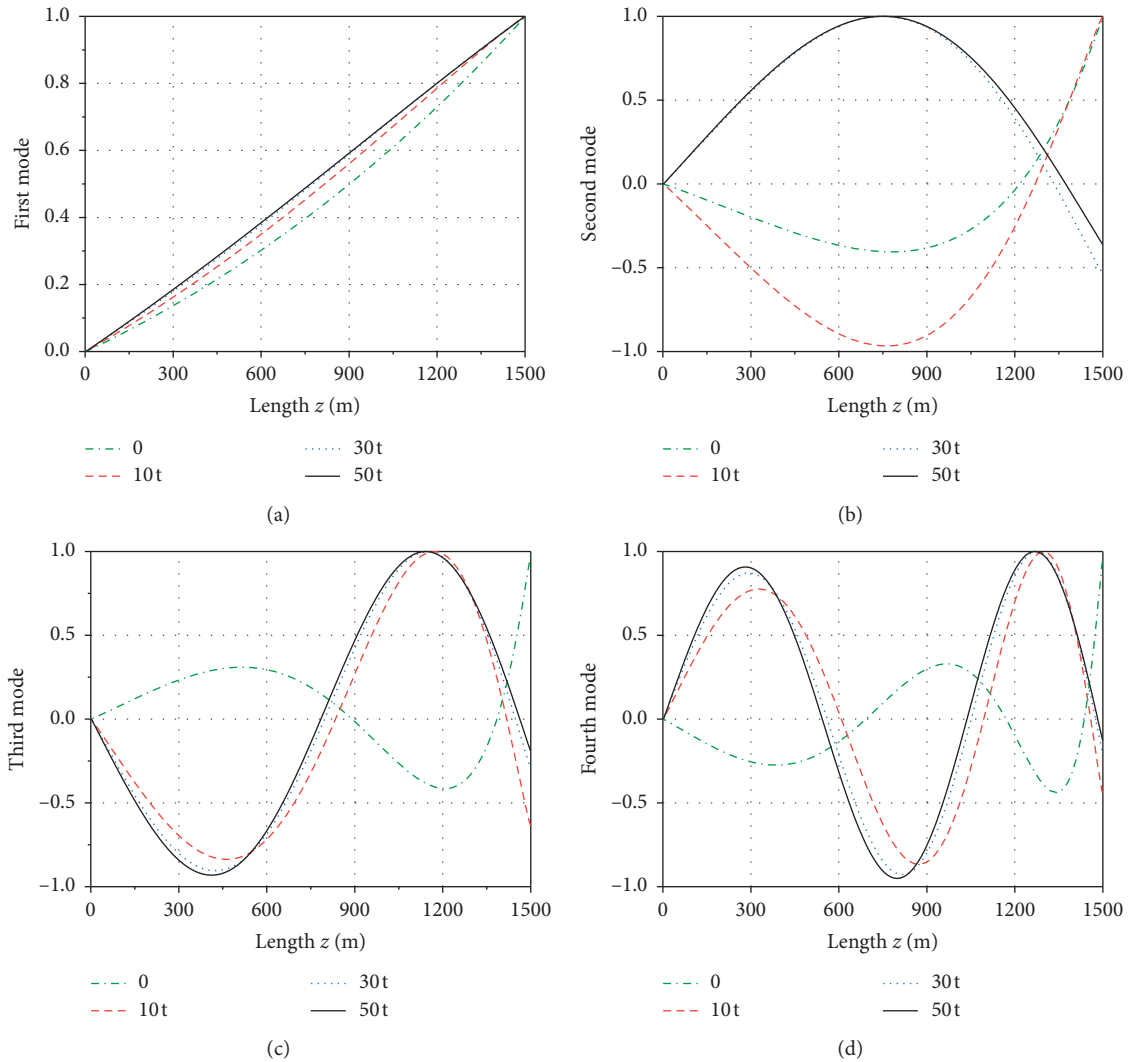 First mode
1.0
0.8
0.6
0.4
0.2
0.0
0 300 600 900 1200 1500
Length z (m)
0 30 t
10 t 50 t
(a)
Second mode
1.0
0.5
0.0
−0.5
−1.0
0 300 600 900 1200 1500
Length z (m)
0 30 t
10 t 50 t
(b)
Third mode
1.0
0.5
0.0
−0.5
−1.0
0 300 600 900 1200 1500
Length z (m)
0 30 t
10 t 50 t
(c)
Fourth mode
1.0
0.5
0.0
−0.5
−1.0
0 300 600 900 1200 1500
Length z (m)
0 30 t
10 t 50 t
(d)